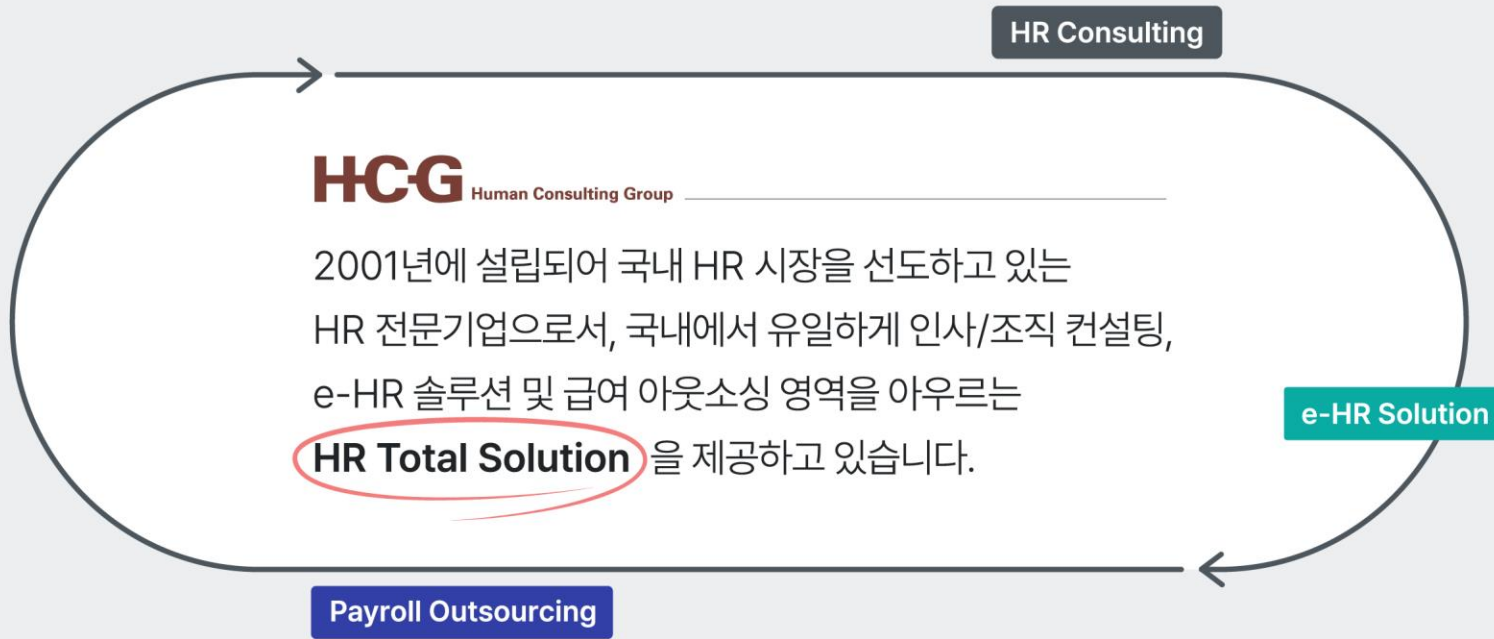 HR Consulting
HCG Human Consulting Group
2001년에 설립되어 국내 HR 시장을 선도하고 있는
HR 전문기업으로서, 국내에서 유일하게 인사/조직 컨설팅,
e-HR 솔루션 및 급여 아웃소싱 영역을 아우르는
HR Total Solution 을 제공하고 있습니다.
e-HR Solution
Payroll Outsourcing